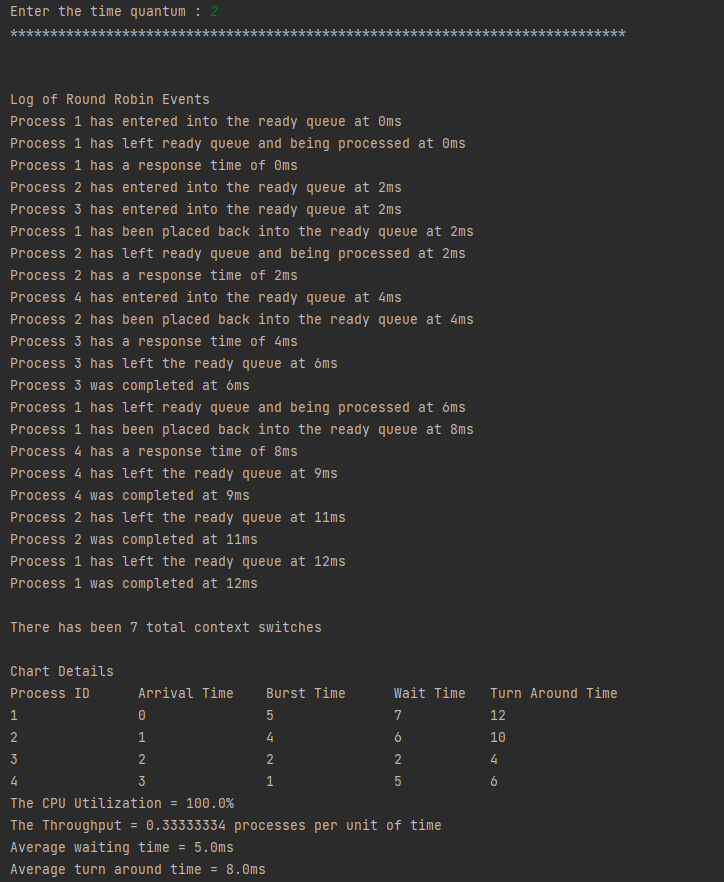 Enter the time quantum : 2
*****************************************************************************
Log of Round Robin Events
Process 1 has entered into the ready queue at 0ms
Process 1 has left ready queue and being processed at 0ms
Process 1 has a response time of 0ms
Process 2 has entered into the ready queue at 2ms
Process 3 has entered into the ready queue at 2ms
Process 1 has been placed back into the ready queue at 2ms
Process 2 has left ready queue and being processed at 2ms
Process 2 has a response time of 2ms
Process 4 has entered into the ready queue at 4ms
Process 2 has been placed back into the ready queue at 4ms
Process 3 has a response time of 4ms
Process 3 has left the ready queue at 6ms
Process 3 was completed at 6ms
Process 1 has left ready queue and being processed at 6ms
Process 1 has been placed back into the ready queue at 8ms
Process 4 has a response time of 8ms
Process 4 has left the ready queue at 9ms
Process 4 was completed at 9ms
Process 2 has left the ready queue at 11ms
Process 2 was completed at 11ms
Process 1 has left the ready queue at 12ms
Process 1 was completed at 12ms
There has been 7 total context switches
Chart Details
Process ID      Arrival Time    Burst Time      Wait Time   Turn Around Time
1               0               5               7           12
2               1               4               6           10
3               2               2               2           4
4               3               1               5           6
The CPU Utilization = 100.0%
The Throughput = 0.33333334 processes per unit of time
Average waiting time = 5.0ms
Average turn around time = 8.0ms